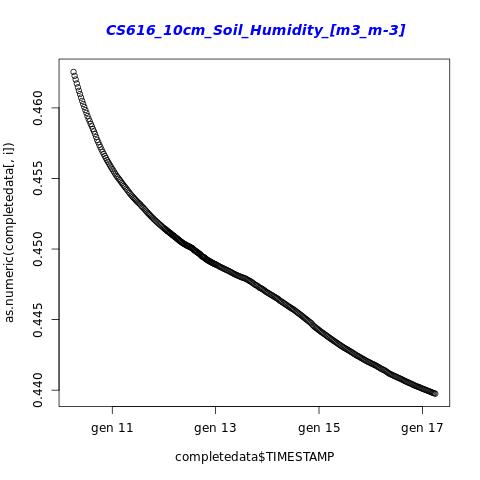 CS616_10cm_Soil_Humidity_[m3_m-3]
as.numeric(completedata[, i])
0.460
0.455
0.450
0.445
0.440
gen 11 gen 13 gen 15 gen 17
completedata$TIMESTAMP